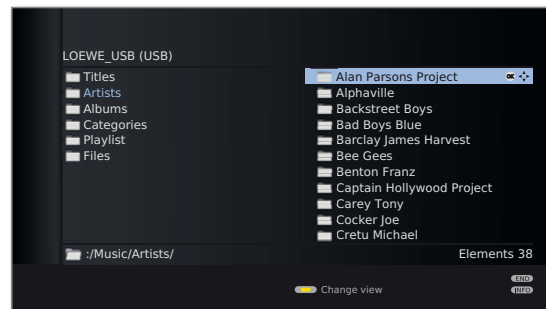 LOEWE_USB (USB)
Titles
Artists
Albums
Categories
Playlist
Files
Alan Parsons Project OK
Alphaville
Backstreet Boys
Bad Boys Blue
Barclay James Harvest
Bee Gees
Benton Franz
Captain Hollywood Project
Carey Tony
Cocker Joe
Cretu Michael
:/Music/Artists/
Elements 38
Change view
END
INFO